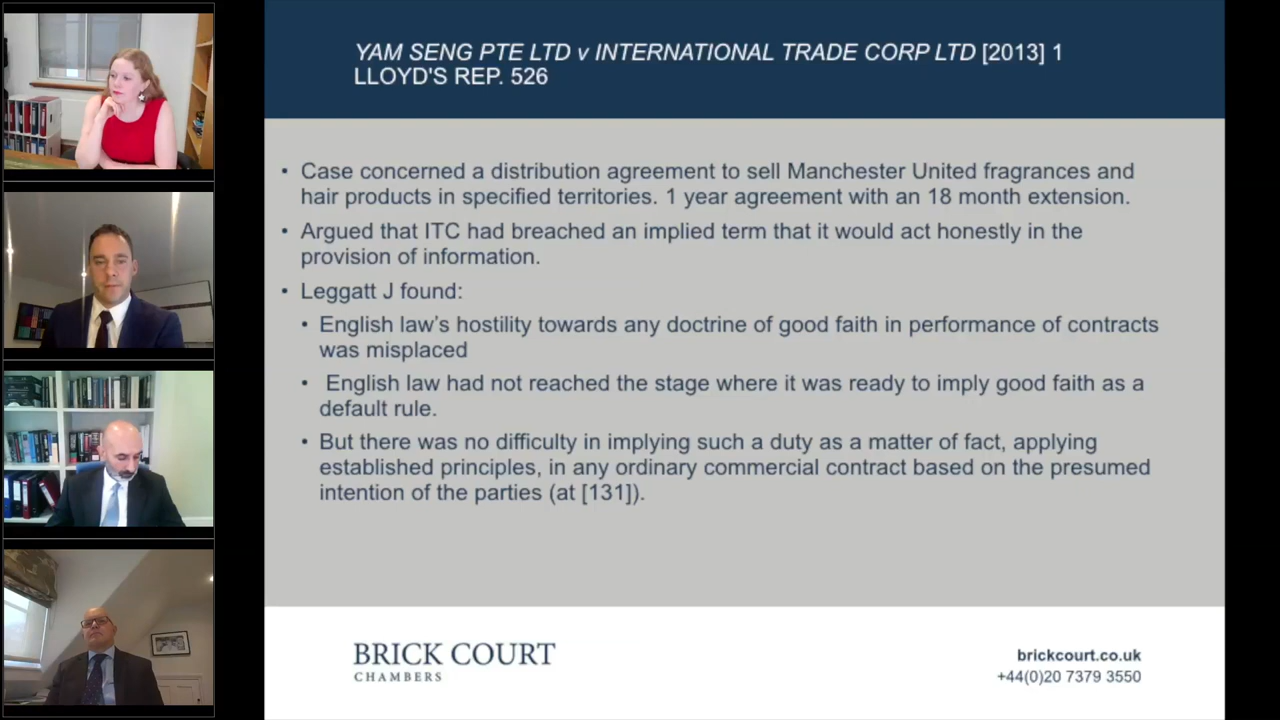 YAM SENG PTE LTD v INTERNATIONAL TRADE CORP LTD [2013] 1
LLOYD'S REP. 526
• Case concerned a distribution agreement to sell Manchester United fragrances and
hair products in specified territories. 1 year agreement with an 18 month extension.
• Argued that ITC had breached an implied term that it would act honestly in the
provision of information.
• Leggatt J found:
• English law’s hostility towards any doctrine of good faith in performance of contracts
was misplaced
• English law had not reached the stage where it was ready to imply good faith as a
default rule.
• But there was no difficulty in implying such a duty as a matter of fact, applying
established principles, in any ordinary commercial contract based on the presumed
intention of the parties (at [131]).
BRICK COURT
CHAMBERS
brickcourt.co.uk
+44(0)20 7379 3550